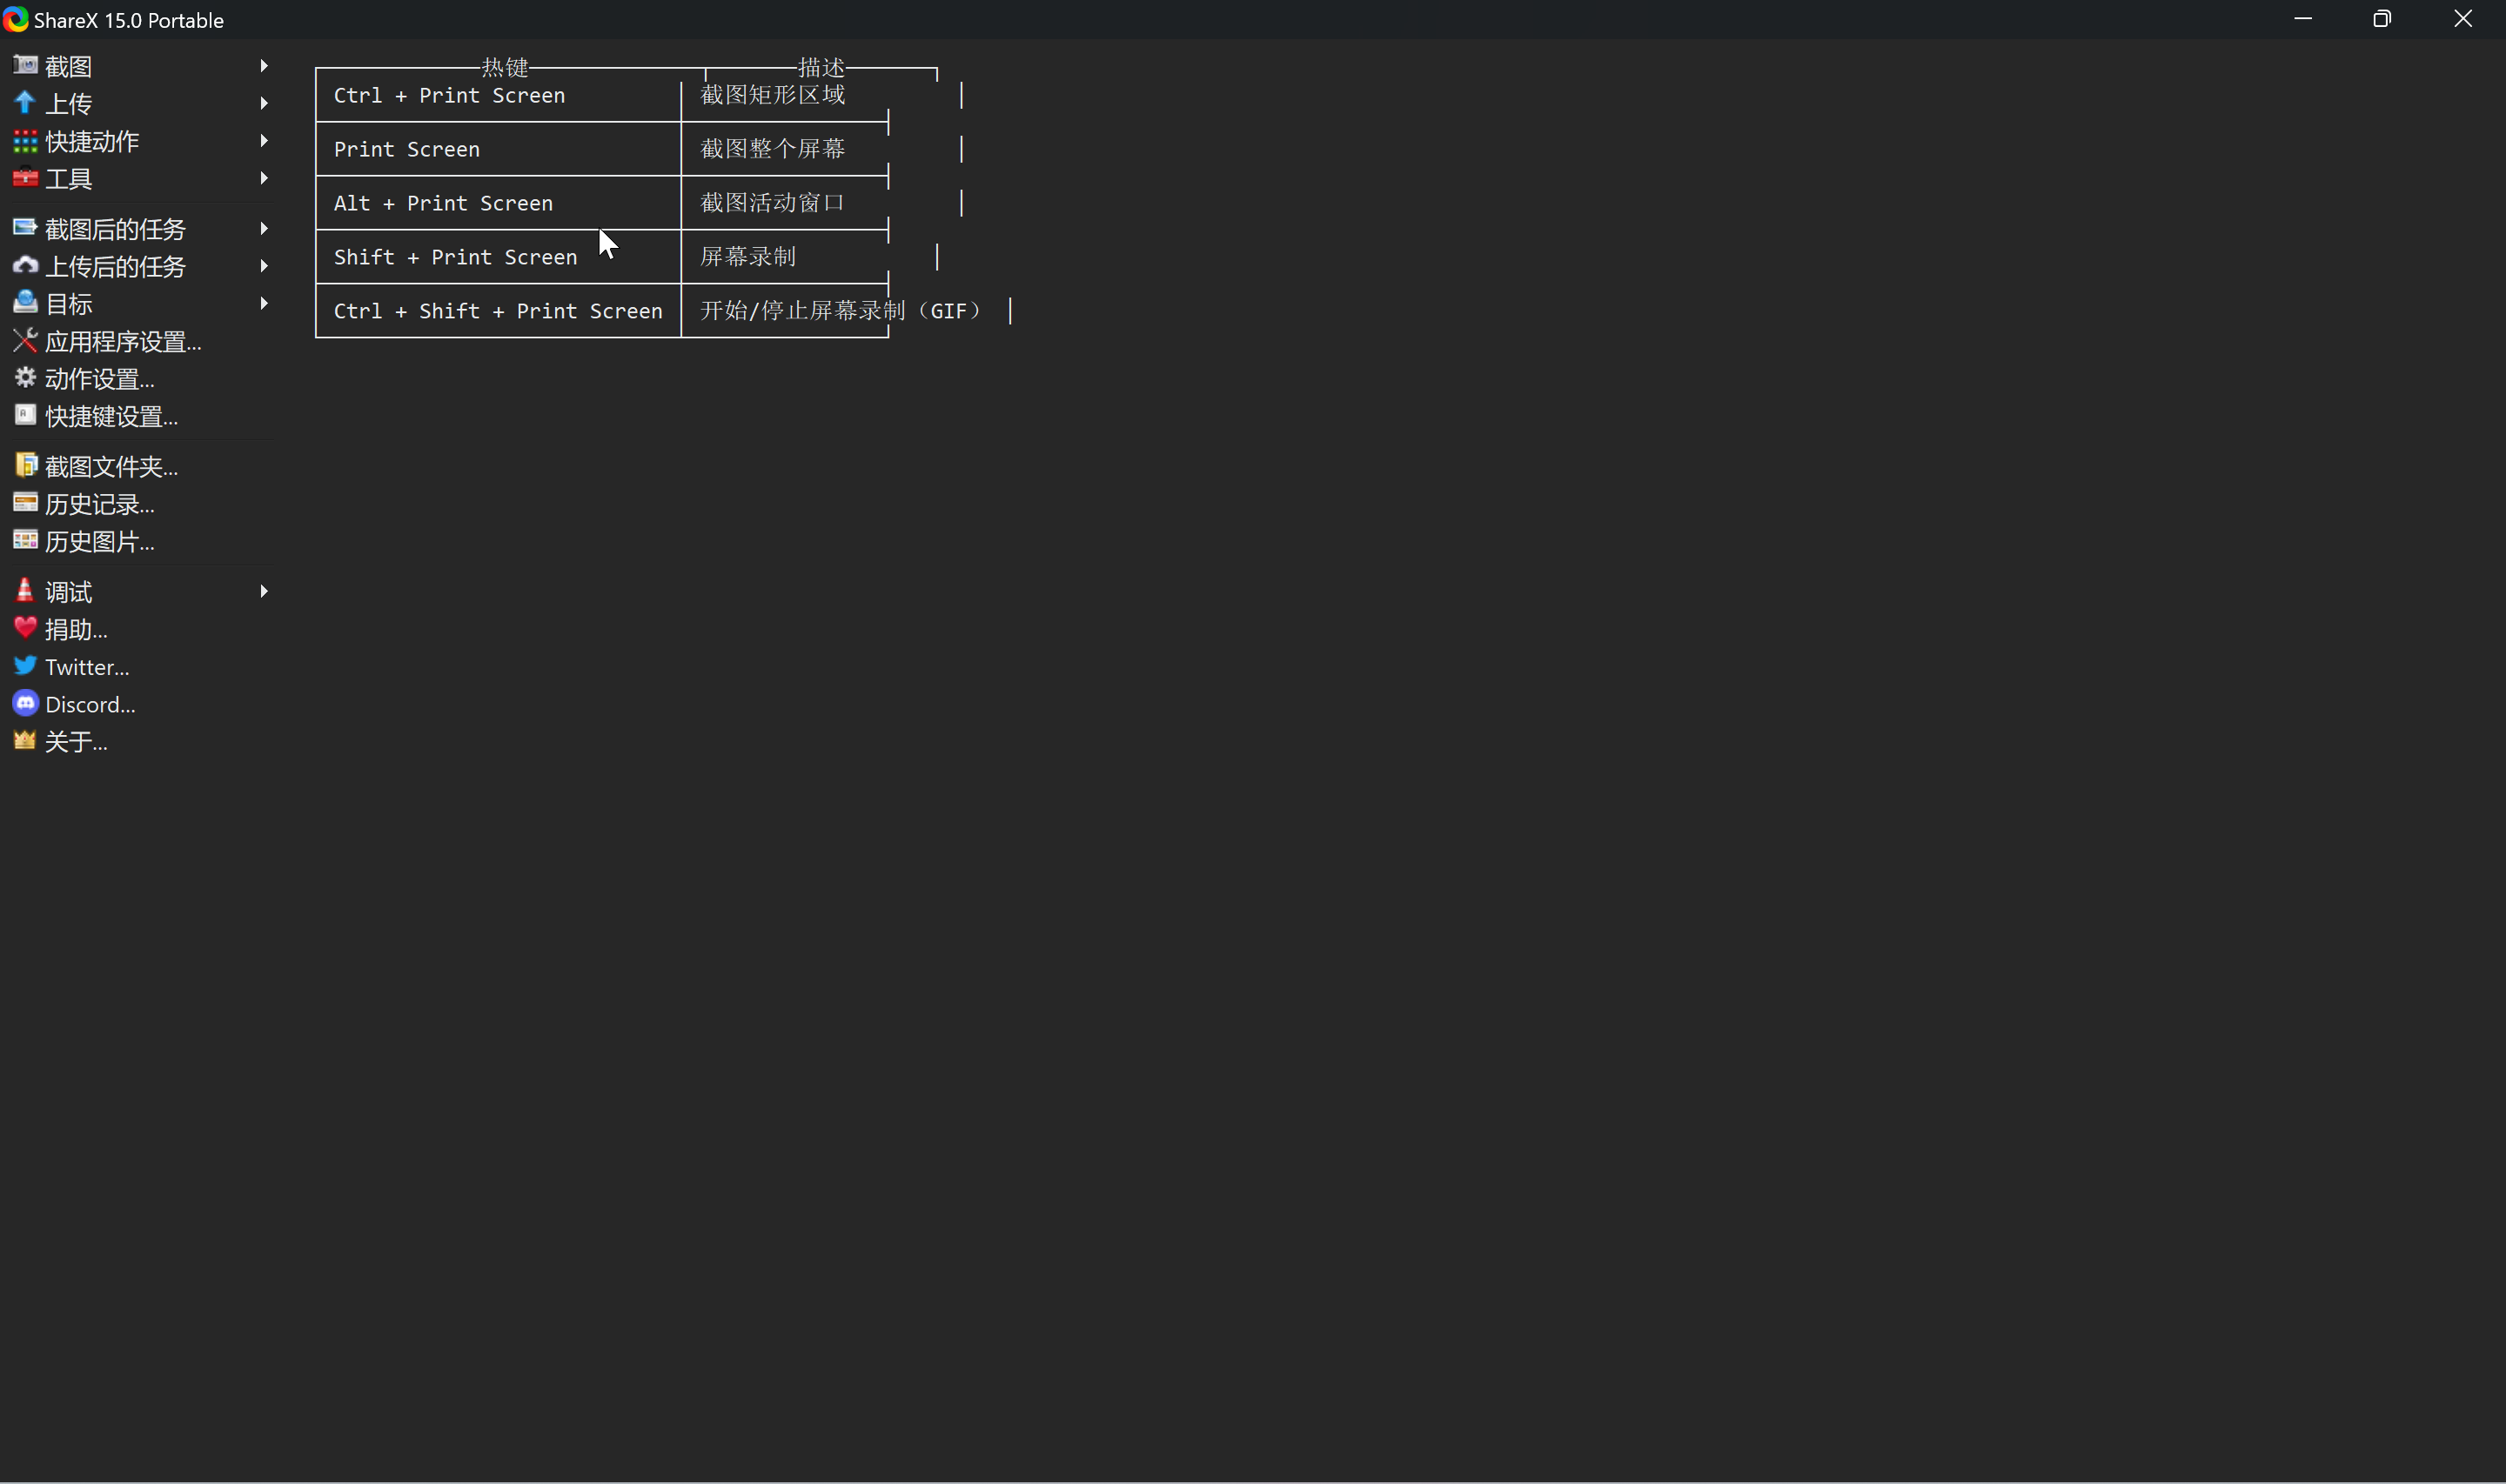 ShareX 15.0 Portable
截图
上传
快捷动作
工具
截图后的任务
上传后的任务
目标
应用程序设置...
动作设置...
快捷键设置...
截图文件夹...
历史记录...
历史图片...
调试
捐助...
Twitter...
Discord...
关于...
热键 描述
Ctrl + Print Screen 截图矩形区域
Print Screen 截图整个屏幕
Alt + Print Screen 截图活动窗口
Shift + Print Screen 屏幕录制
Ctrl + Shift + Print Screen 开始/停止屏幕录制（GIF）